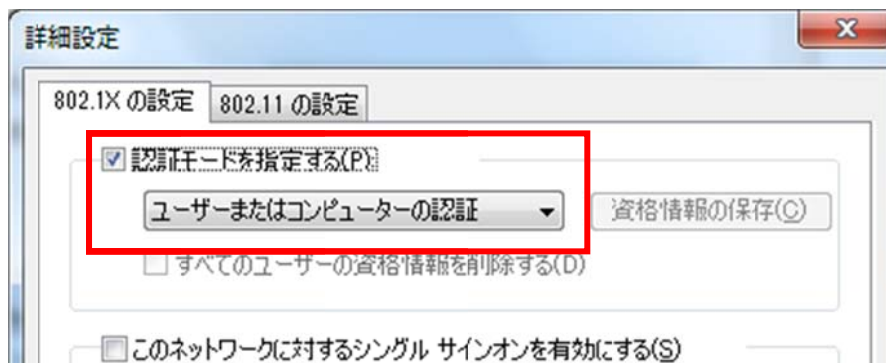 詳細設定
802.1X の設定 802.11 の設定
認証モードを指定する(P):
ユーザーまたはコンピューターの認証 資格情報の保存(C)
すべてのユーザーの資格情報を削除する(D)
このネットワークに対するシングル サインオンを有効にする(S)